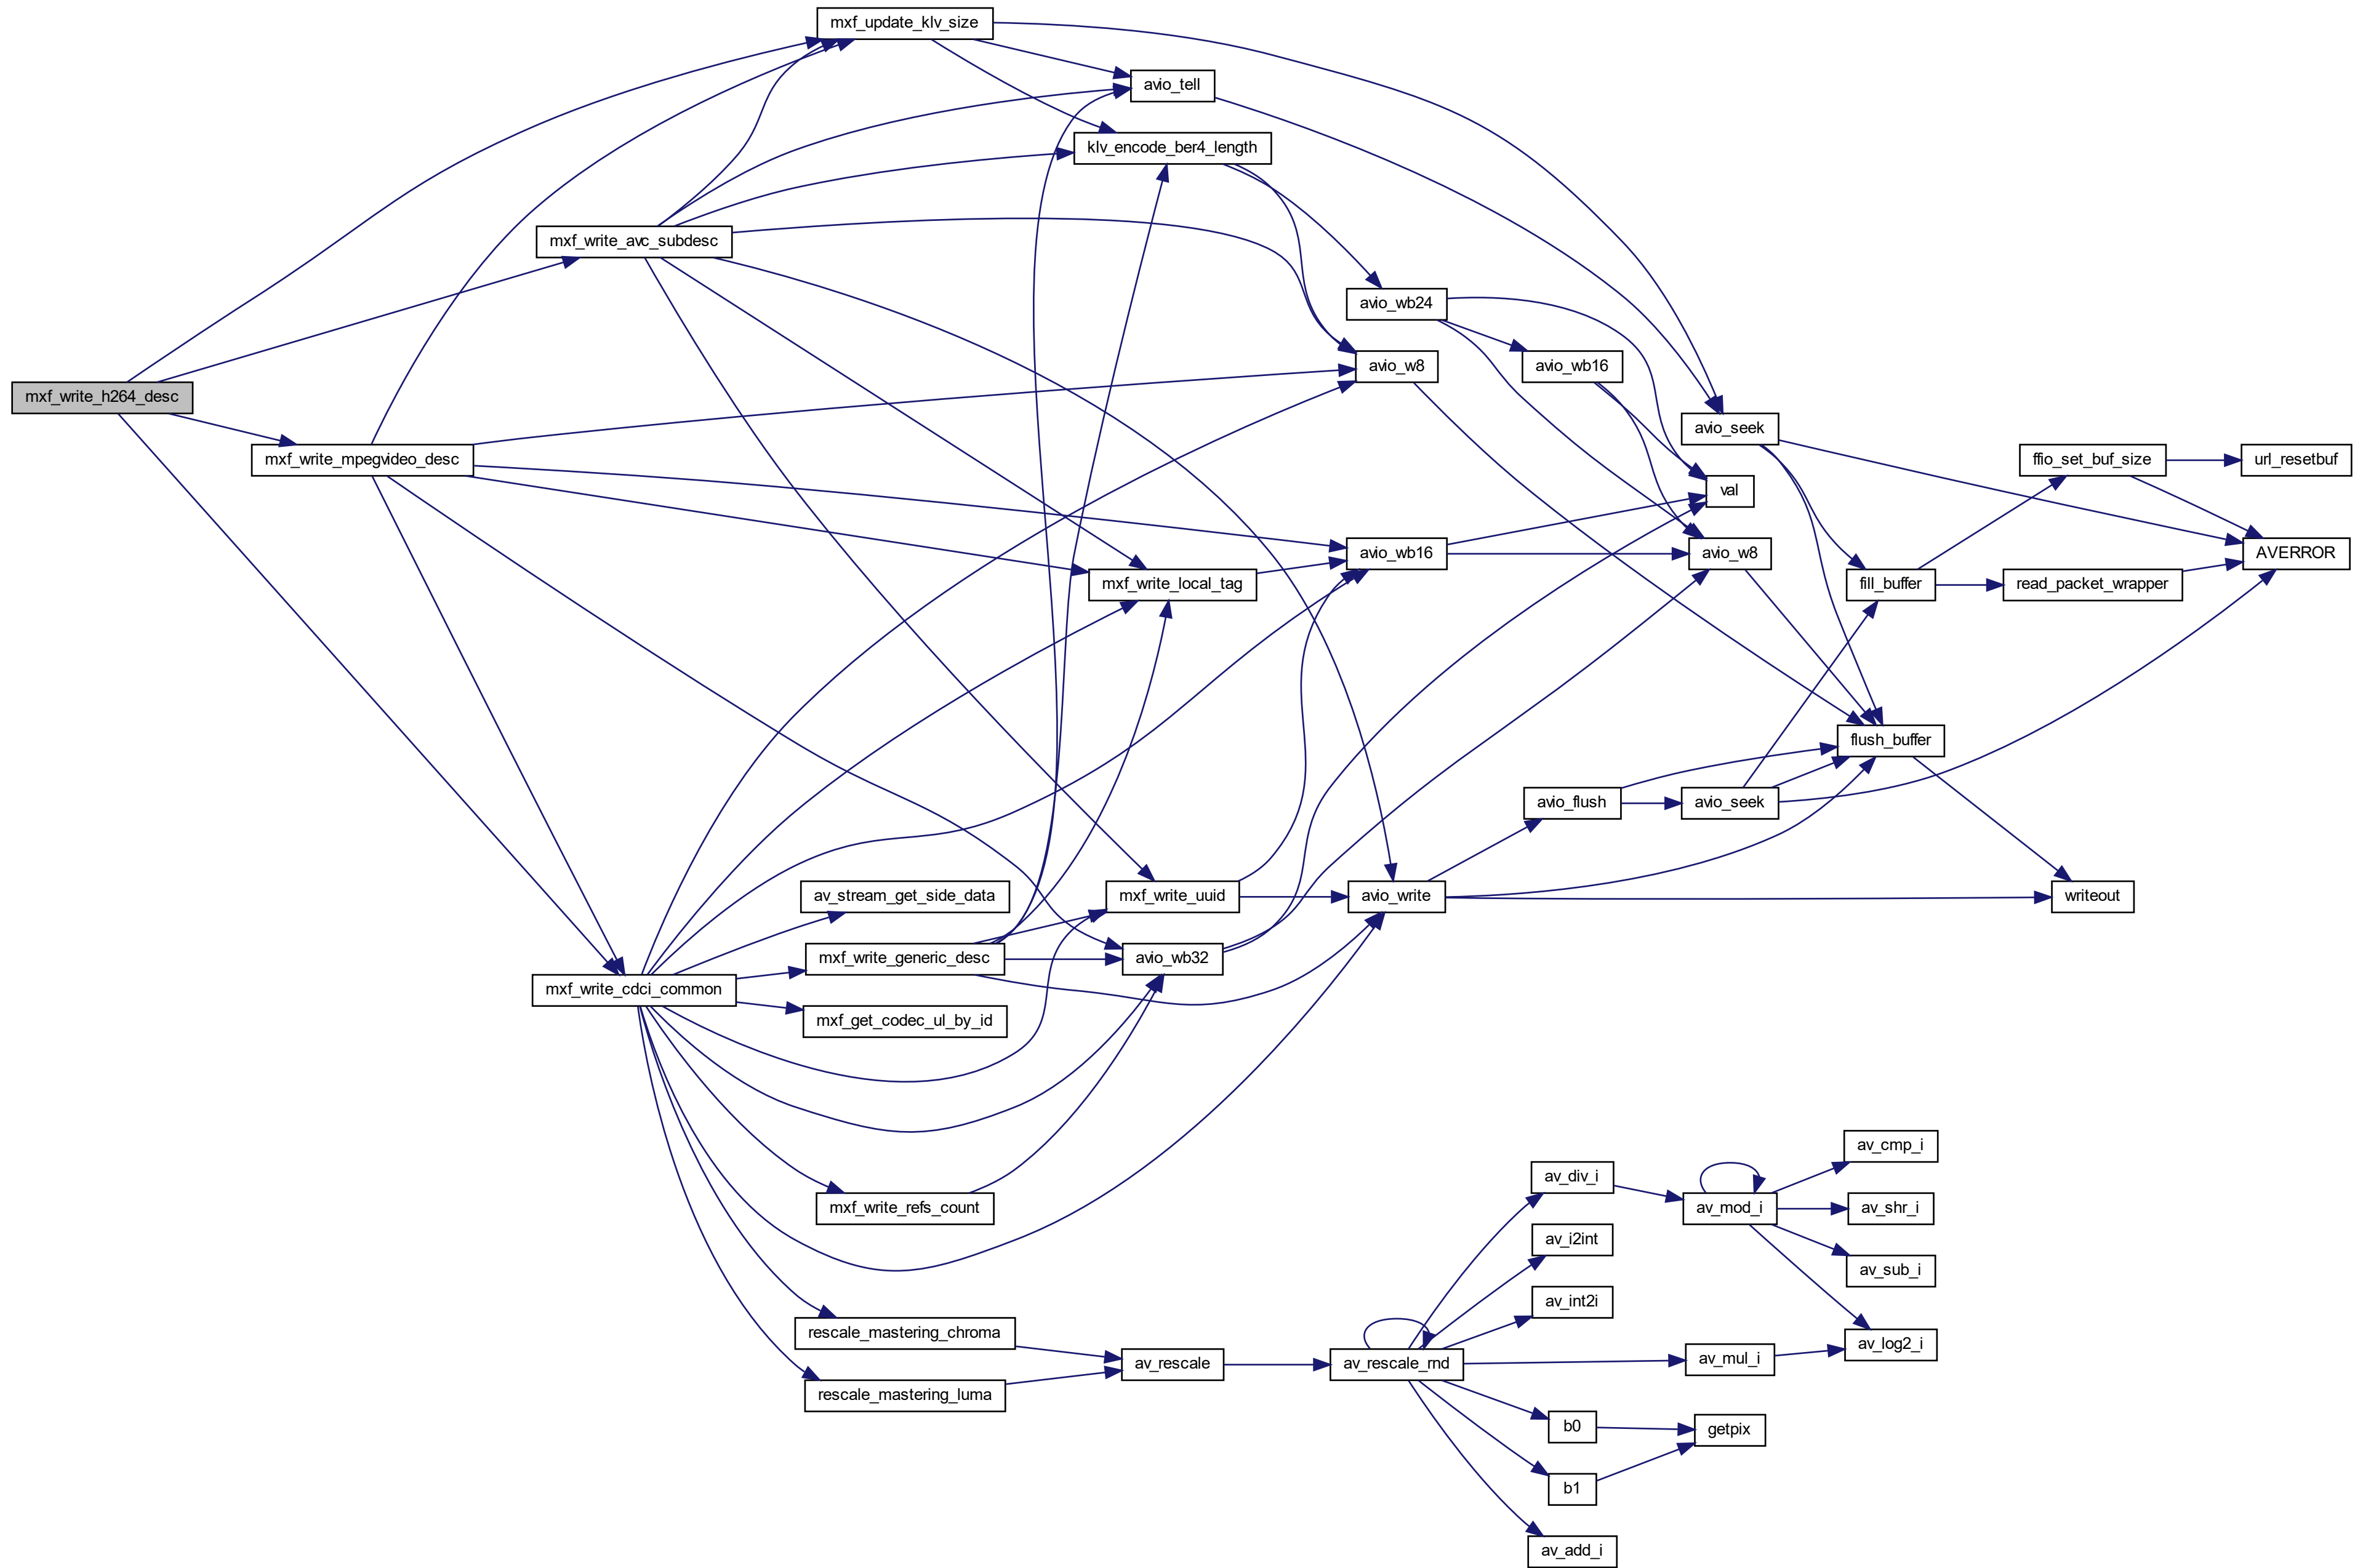 mxf_update_klv_size
avio_tell
klv_encode_ber4_length
mxf_write_avc_subdesc
avio_wb24
avio_w8
avio_wb16
mxf_write_h264_desc
avio_seek
mxf_write_mpegvideo_desc
ffio_set_buf_size
url_resetbuf
val
avio_wb16
avio_w8
AVERROR
mxf_write_local_tag
fill_buffer
read_packet_wrapper
flush_buffer
avio_flush
avio_seek
av_stream_get_side_data
mxf_write_uuid
avio_write
writeout
mxf_write_generic_desc
avio_wb32
mxf_write_cdci_common
mxf_get_codec_ul_by_id
av_cmp_i
av_div_i
mxf_write_refs_count
av_mod_i
av_shr_i
av_i2int
av_sub_i
av_int2i
rescale_mastering_chroma
av_log2_i
av_rescale
av_rescale_rnd
av_mul_i
rescale_mastering_luma
b0
getpix
b1
av_add_i